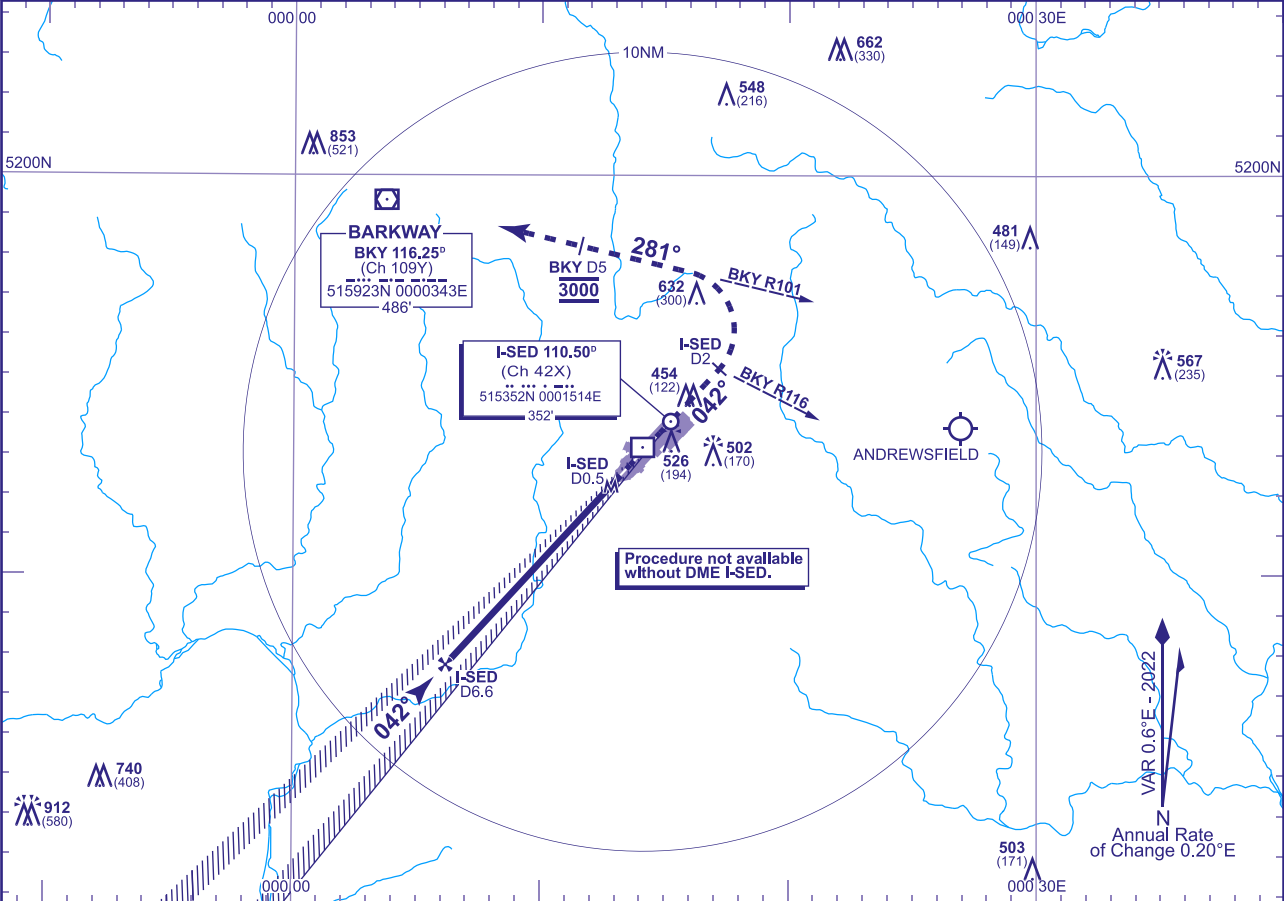 000 00
000 30E
662
(330)
10NM
548
(216)
853
(521)
5200N
5200N
BARKWAY
BKY 116.25ᴰ
(Ch 109Y)
515923N 0000343E
486'
281°
BKY D5
3000
632
(300)
BKY R101
481
(149)
I-SED
D2
I-SED 110.50ᴰ
(Ch 42X)
515352N 0001514E
352'
454
(122)
042°
BKY R116
567
(235)
ANDREWSFIELD
502
(170)
526
(194)
I-SED
D0.5
Procedure not available
without DME I-SED.
I-SED
D6.6
042°
740
(408)
912
(580)
VAR 0.6°E - 2022
N
Annual Rate
of Change 0.20°E
503
(171)
000 00
000 30E